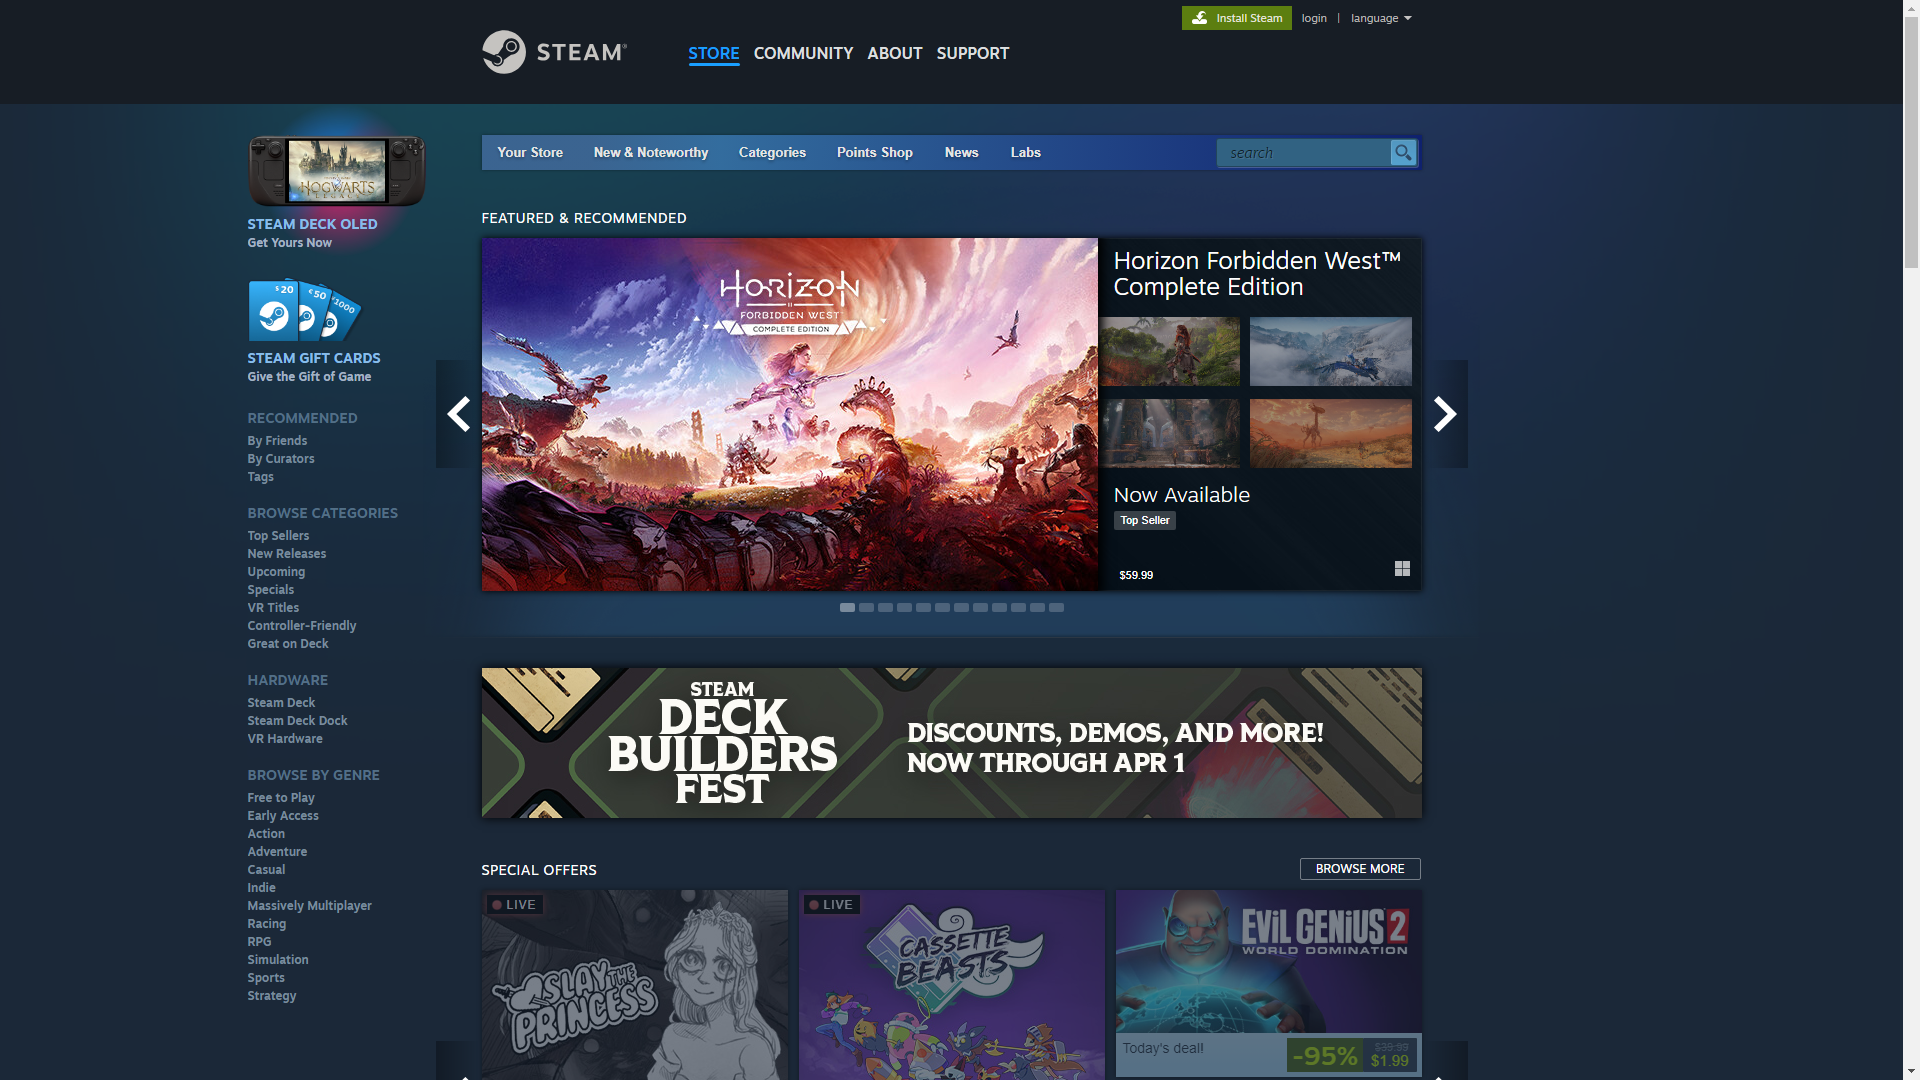 Install Steam
login | language
STEAM®
STORE COMMUNITY ABOUT SUPPORT
Your Store New & Noteworthy Categories Points Shop News Labs search
HOGWARTS
LEGACY
STEAM DECK OLED
Get Yours Now
$20 €50 ¥1000
STEAM GIFT CARDS
Give the Gift of Game
RECOMMENDED
By Friends
By Curators
Tags
BROWSE CATEGORIES
Top Sellers
New Releases
Upcoming
Specials
VR Titles
Controller-Friendly
Great on Deck
HARDWARE
Steam Deck
Steam Deck Dock
VR Hardware
BROWSE BY GENRE
Free to Play
Early Access
Action
Adventure
Casual
Indie
Massively Multiplayer
Racing
RPG
Simulation
Sports
Strategy
FEATURED & RECOMMENDED
HORIZON
FORBIDDEN WEST™
COMPLETE EDITION
Horizon Forbidden West™
Complete Edition
Now Available
Top Seller
$59.99
STEAM
DECK
BUILDERS
FEST
DISCOUNTS, DEMOS, AND MORE!
NOW THROUGH APR 1
SPECIAL OFFERS
BROWSE MORE
LIVE
SLAY THE
PRINCESS
LIVE
CASSETTE
BEASTS
EVIL GENIUS 2
WORLD DOMINATION
Today's deal!
-95%
$39.99
$1.99